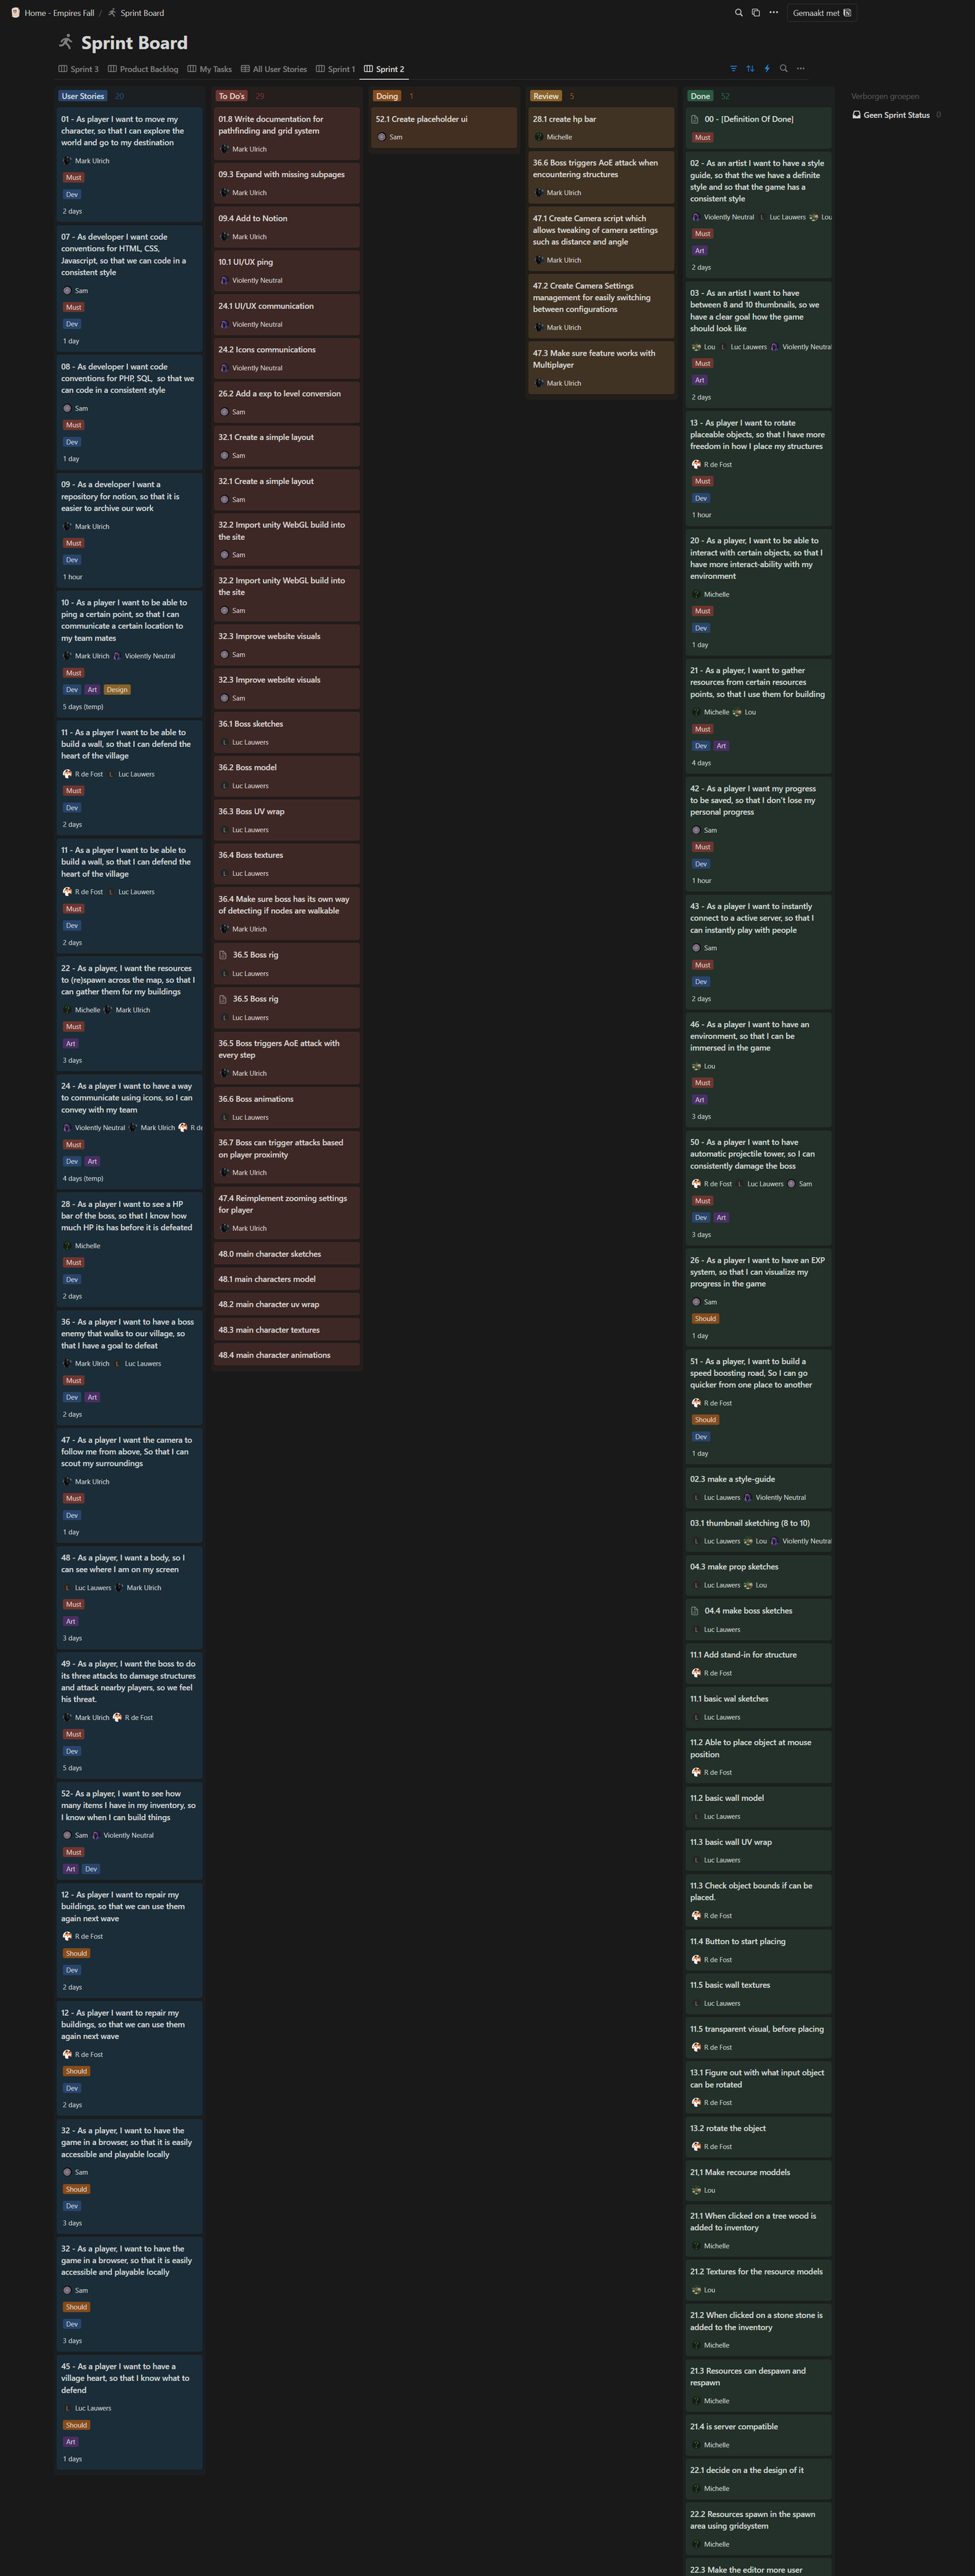 Home - Empires Fall / Sprint Board
Gemaakt met
Sprint Board
Sprint 3
Product Backlog
My Tasks
All User Stories
Sprint 1
Sprint 2
User Stories 20
01 - As player I want to move my
character, so that I can explore the
world and go to my destination
Mark Ulrich
Must
Dev
2 days
07 - As developer I want code
conventions for HTML, CSS,
Javascript, so that we can code in a
consistent style
Sam
Must
Dev
1 day
08 - As developer I want code
conventions for PHP, SQL, so that we
can code in a consistent style
Sam
Must
Dev
1 day
09 - As a developer I want a
repository for notion, so that it is
easier to archive our work
Mark Ulrich
Must
Dev
1 hour
10 - As a player I want to be able to
ping a certain point, so that I can
communicate a certain location to
my team mates
Mark Ulrich Violently Neutral
Must
Dev Art Design
5 days (temp)
11 - As a player I want to be able to
build a wall, so that I can defend the
heart of the village
R de Fost Luc Lauwers
Must
Dev
2 days
11 - As a player I want to be able to
build a wall, so that I can defend the
heart of the village
R de Fost Luc Lauwers
Must
Dev
2 days
22 - As a player, I want the resources
to (re)spawn across the map, so that I
can gather them for my buildings
Michelle Mark Ulrich
Must
Art
3 days
24 - As a player I want to have a way
to communicate using icons, so I can
convey with my team
Violently Neutral Mark Ulrich R de
Must
Dev Art
4 days (temp)
28 - As a player I want to see a HP
bar of the boss, so that I know how
much HP its has before it is defeated
Michelle
Must
Dev
2 days
36 - As a player I want to have a boss
enemy that walks to our village, so
that I have a goal to defeat
Mark Ulrich Luc Lauwers
Must
Dev Art
2 days
47 - As a player I want the camera to
follow me from above, So that I can
scout my surroundings
Mark Ulrich
Must
Dev
1 day
48 - As a player, I want a body, so I
can see where I am on my screen
Luc Lauwers Mark Ulrich
Must
Art
3 days
49 - As a player, I want the boss to do
its three attacks to damage structures
and attack nearby players, so we feel
his threat.
Mark Ulrich R de Fost
Must
Dev
5 days
52- As a player, I want to see how
many items I have in my inventory, so
I know when I can build things
Sam Violently Neutral
Must
Art Dev
12 - As a player I want to repair my
buildings, so that we can use them
again next wave
R de Fost
Should
Dev
2 days
12 - As a player I want to repair my
buildings, so that we can use them
again next wave
R de Fost
Should
Dev
2 days
32 - As a player, I want to have the
game in a browser, so that it is easily
accessible and playable locally
Sam
Should
Dev
3 days
32 - As a player, I want to have the
game in a browser, so that it is easily
accessible and playable locally
Sam
Should
Dev
3 days
45 - As a player I want to have a
village heart, so that I know what to
defend
Luc Lauwers
Should
Art
1 days
To Do's 29
01.8 Write documentation for
pathfinding and grid system
Mark Ulrich
09.3 Expand with missing subpages
Mark Ulrich
09.4 Add to Notion
Mark Ulrich
10.1 UI/UX ping
Violently Neutral
24.1 UI/UX communication
Violently Neutral
24.2 Icons communications
Violently Neutral
26.2 Add a exp to level conversion
Sam
32.1 Create a simple layout
Sam
32.1 Create a simple layout
Sam
32.2 Import unity WebGL build into
the site
Sam
32.2 Import unity WebGL build into
the site
Sam
32.3 Improve website visuals
Sam
32.3 Improve website visuals
Sam
36.1 Boss sketches
Luc Lauwers
36.2 Boss model
Luc Lauwers
36.3 Boss UV wrap
Luc Lauwers
36.4 Boss textures
Luc Lauwers
36.4 Make sure boss has its own way
of detecting if nodes are walkable
Mark Ulrich
36.5 Boss rig
Luc Lauwers
36.5 Boss rig
Luc Lauwers
36.5 Boss triggers AoE attack with
every step
Mark Ulrich
36.6 Boss animations
Luc Lauwers
36.7 Boss can trigger attacks based
on player proximity
Mark Ulrich
47.4 Reimplement zooming settings
for player
Mark Ulrich
48.0 main character sketches
48.1 main characters model
48.2 main character uv wrap
48.3 main character textures
48.4 main character animations
Doing 1
52.1 Create placeholder ui
Sam
Review 5
28.1 create hp bar
Michelle
36.6 Boss triggers AoE attack when
encountering structures
Mark Ulrich
47.1 Create Camera script which
allows tweaking of camera settings
such as distance and angle
Mark Ulrich
47.2 Create Camera Settings
management for easily switching
between configurations
Mark Ulrich
47.3 Make sure feature works with
Multiplayer
Mark Ulrich
Done 52
00 - [Definition Of Done]
Must
02 - As an artist I want to have a style
guide, so that the we have a definite
style and so that the game has a
consistent style
Violently Neutral Luc Lauwers Lou
Must
Art
2 days
03 - As an artist I want to have
between 8 and 10 thumbnails, so we
have a clear goal how the game
should look like
Lou Luc Lauwers Violently Neutral
Must
Art
2 days
13 - As player I want to rotate
placeable objects, so that I have more
freedom in how I place my structures
R de Fost
Must
Dev
1 hour
20 - As a player, I want to be able to
interact with certain objects, so that I
have more interact-ability with my
environment
Michelle
Must
Dev
1 day
21 - As a player, I want to gather
resources from certain resources
points, so that I use them for building
Michelle Lou
Must
Dev Art
4 days
42 - As a player I want my progress
to be saved, so that I don't lose my
personal progress
Sam
Must
Dev
1 hour
43 - As a player I want to instantly
connect to a active server, so that I
can instantly play with people
Sam
Must
Dev
2 days
46 - As a player I want to have an
environment, so that I can be
immersed in the game
Lou
Must
Art
3 days
50 - As a player I want to have
automatic projectile tower, so I can
consistently damage the boss
R de Fost Luc Lauwers Sam
Must
Dev Art
3 days
26 - As a player I want to have an EXP
system, so that I can visualize my
progress in the game
Sam
Should
1 day
51 - As a player, I want to build a
speed boosting road, So I can go
quicker from one place to another
R de Fost
Should
Dev
1 day
02.3 make a style-guide
Luc Lauwers Violently Neutral
03.1 thumbnail sketching (8 to 10)
Luc Lauwers Lou Violently Neutral
04.3 make prop sketches
Luc Lauwers Lou
04.4 make boss sketches
Luc Lauwers
11.1 Add stand-in for structure
R de Fost
11.1 basic wal sketches
Luc Lauwers
11.2 Able to place object at mouse
position
R de Fost
11.2 basic wall model
Luc Lauwers
11.3 basic wall UV wrap
Luc Lauwers
11.3 Check object bounds if can be
placed.
R de Fost
11.4 Button to start placing
R de Fost
11.5 basic wall textures
Luc Lauwers
11.5 transparent visual, before placing
R de Fost
13.1 Figure out with what input object
can be rotated
R de Fost
13.2 rotate the object
R de Fost
21,1 Make recourse moddels
Lou
21.1 When clicked on a tree wood is
added to inventory
Michelle
21.2 Textures for the resource models
Lou
21.2 When clicked on a stone stone is
added to the inventory
Michelle
21.3 Resources can despawn and
respawn
Michelle
21.4 is server compatible
Michelle
22.1 decide on a the design of it
Michelle
22.2 Resources spawn in the spawn
area using gridsystem
Michelle
22.3 Make the editor more user
Verborgen groepen
Geen Sprint Status 0